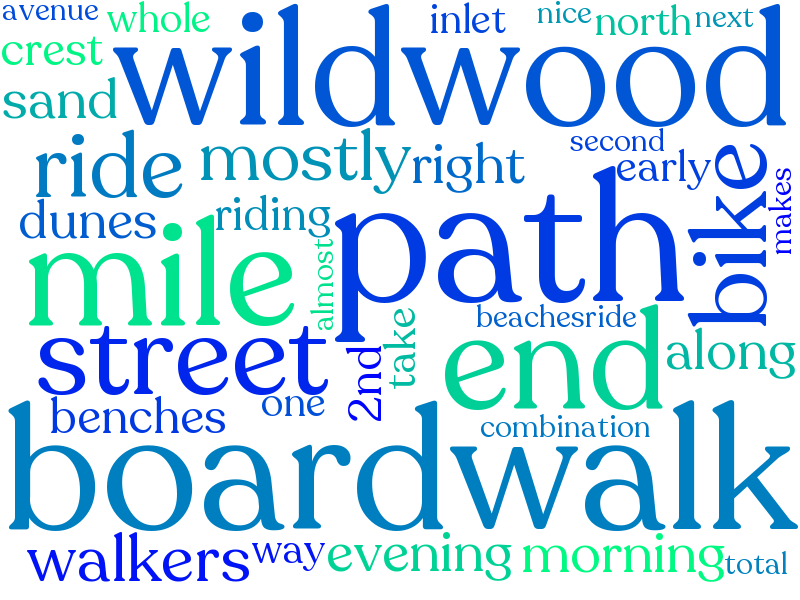 avenue
whole
inlet
nice
north
next
crest
wildwood
sand
ride
mostly
right
second
early
bike
makes
dunes
riding
path
mile
almost
beachesride
street
2nd
take
end
along
benches
one
combination
boardwalk
walkers
way
evening
morning
total